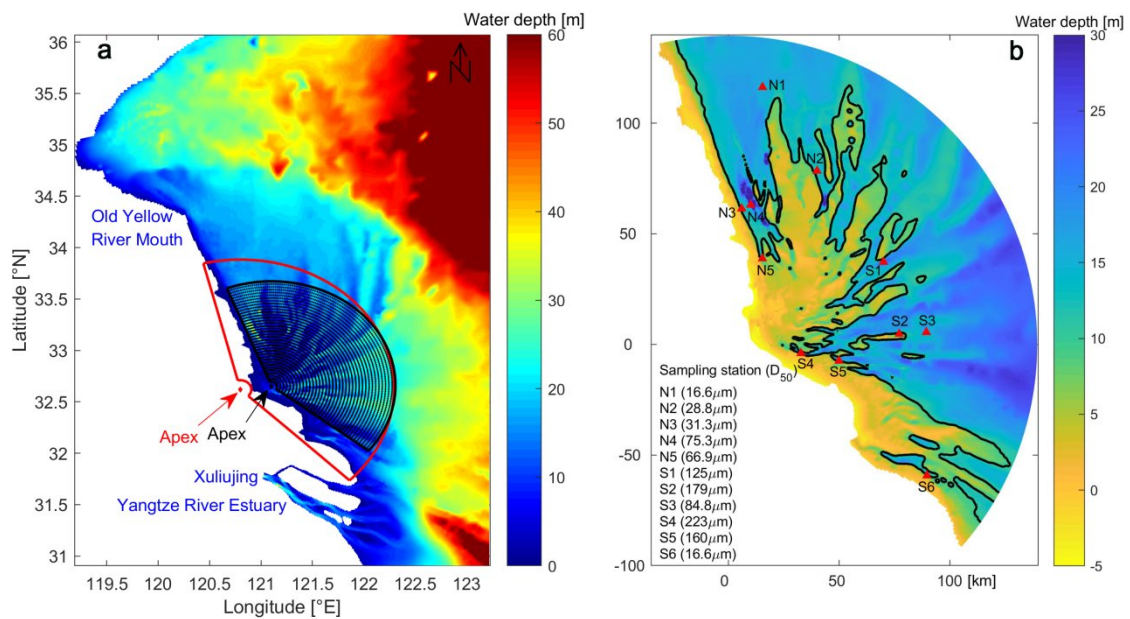 Water depth [m]
a
N
60
50
40
30
20
10
0
36
35.5
35
34.5
34
33.5
33
32.5
32
31.5
31
Latitude [°N]
Old Yellow
River Mouth
Apex
Apex
Xuliujing
Yangtze River Estuary
119.5 120 120.5 121 121.5 122 122.5 123
Longitude [°E]
Water depth [m]
b
30
25
20
15
10
5
0
-5
100
50
0
-50
-100
N1
N2
N3
N4
N5
S1
S2
S3
S4
S5
S6
Sampling station (D50)
N1 (16.6μm)
N2 (28.8μm)
N3 (31.3μm)
N4 (75.3μm)
N5 (66.9μm)
S1 (125μm)
S2 (179μm)
S3 (84.8μm)
S4 (223μm)
S5 (160μm)
S6 (16.6μm)
0 50 100 [km]